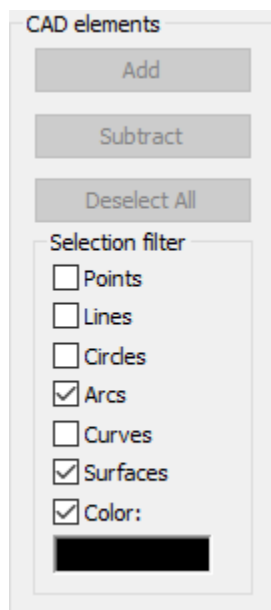 CAD elements
Add
Subtract
Deselect All
Selection filter
Points
Lines
Circles
Arcs
Curves
Surfaces
Color: